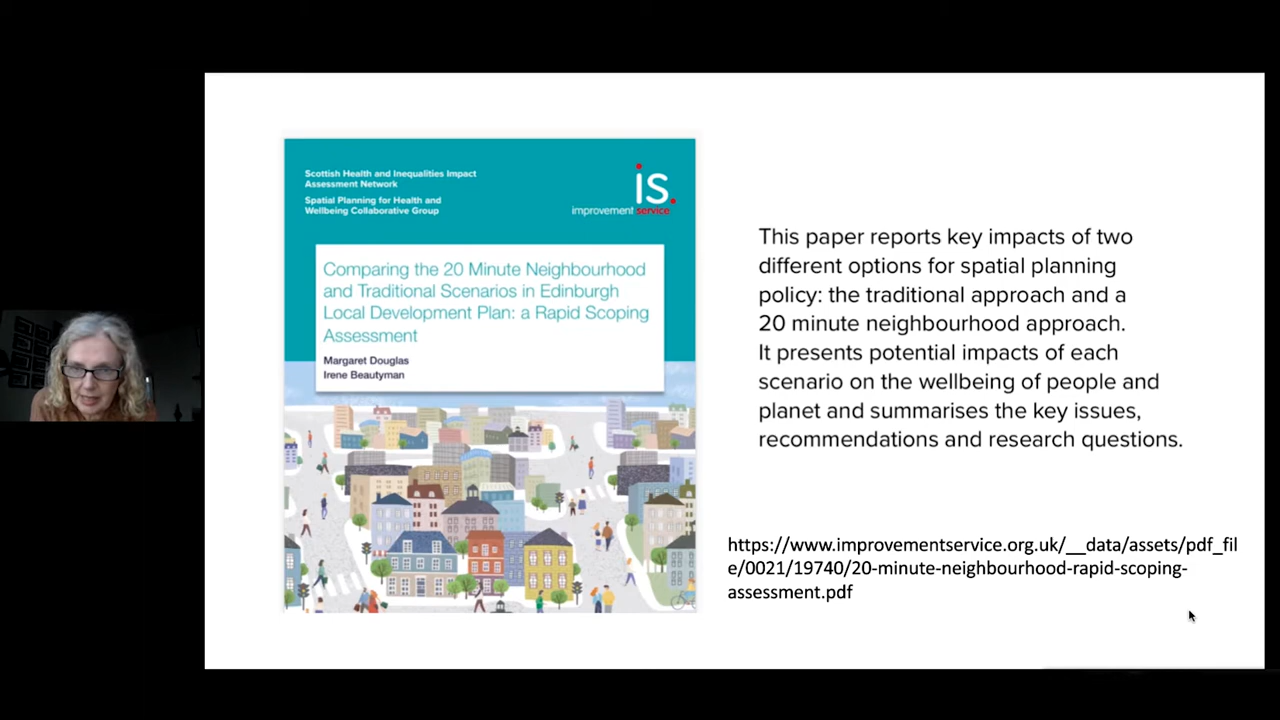 Scottish Health and Inequalities Impact
Assessment Network
Spatial Planning for Health and
Wellbeing Collaborative Group
is.
improvement service
Comparing the 20 Minute Neighbourhood
and Traditional Scenarios in Edinburgh
Local Development Plan: a Rapid Scoping
Assessment
Margaret Douglas
Irene Beautyman
This paper reports key impacts of two
different options for spatial planning
policy: the traditional approach and a
20 minute neighbourhood approach.
It presents potential impacts of each
scenario on the wellbeing of people and
planet and summarises the key issues,
recommendations and research questions.
https://www.improvementservice.org.uk/__data/assets/pdf_fil
e/0021/19740/20-minute-neighbourhood-rapid-scoping-
assessment.pdf